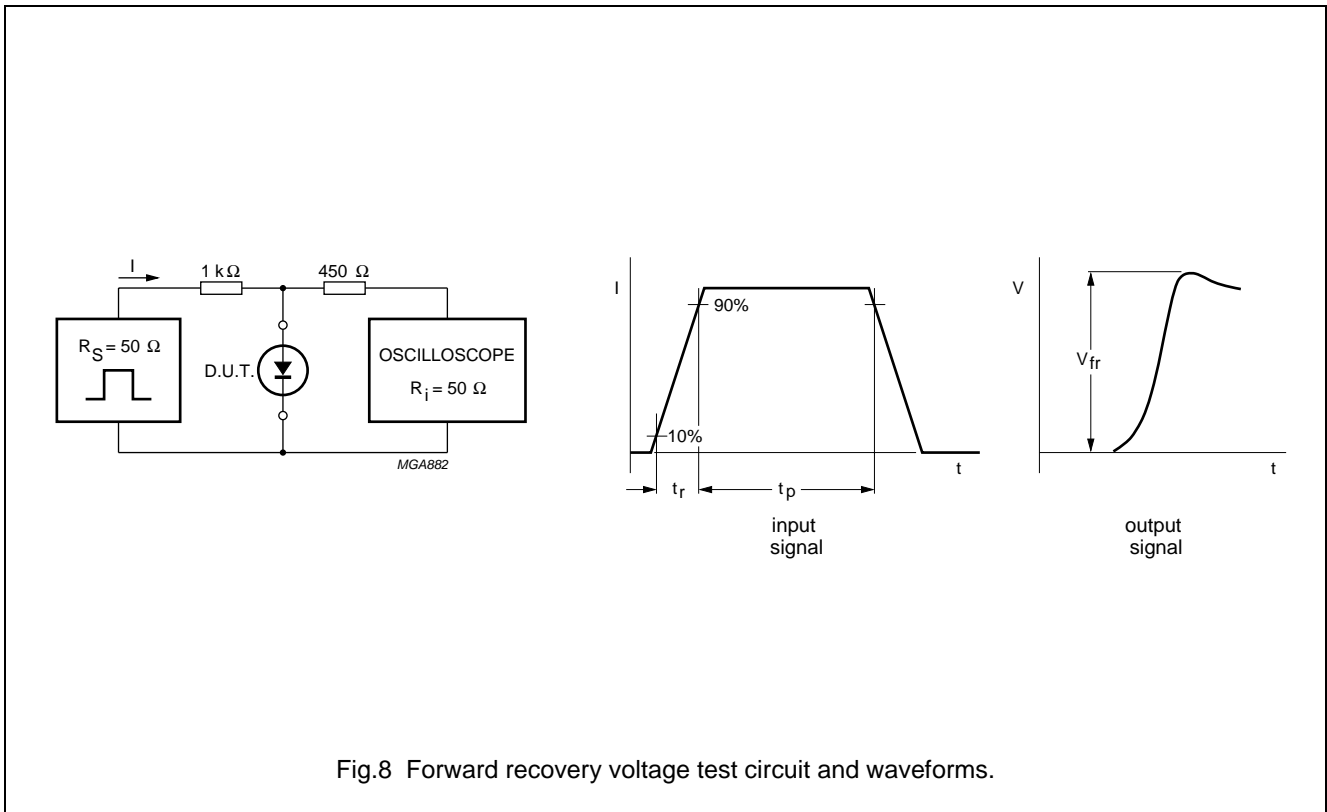 I
1 kΩ
450 Ω
R_S = 50 Ω
D.U.T.
OSCILLOSCOPE
R_i = 50 Ω
MGA882
I
90%
10%
t
t_r
t_p
input
signal
V
V_fr
t
output
signal
Fig.8 Forward recovery voltage test circuit and waveforms.